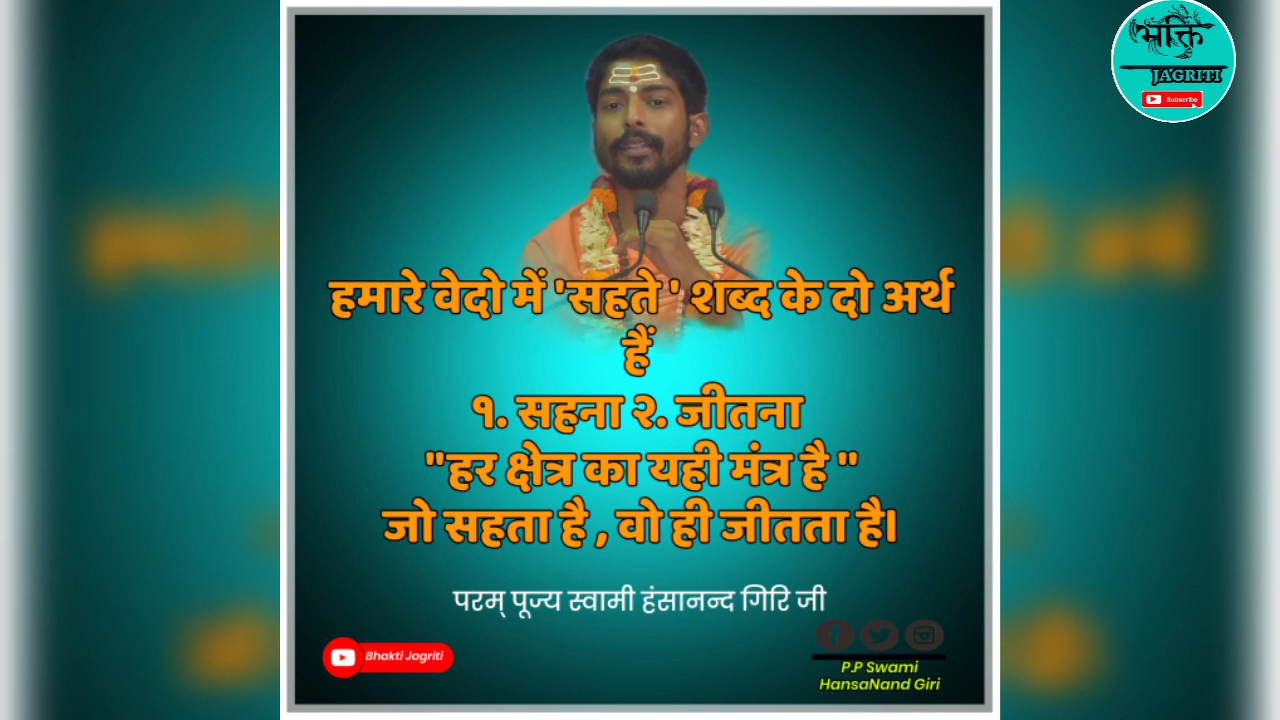 भक्ति
JAGRITI
Subscribe
हमारे वेदो में 'सहते ' शब्द के दो अर्थ
हैं
१. सहना २. जीतना
"हर क्षेत्र का यही मंत्र है "
जो सहता है , वो ही जीतता है।
परम् पूज्य स्वामी हंसानन्द गिरि जी
Bhakti Jagriti
P.P Swami
HansaNand Giri